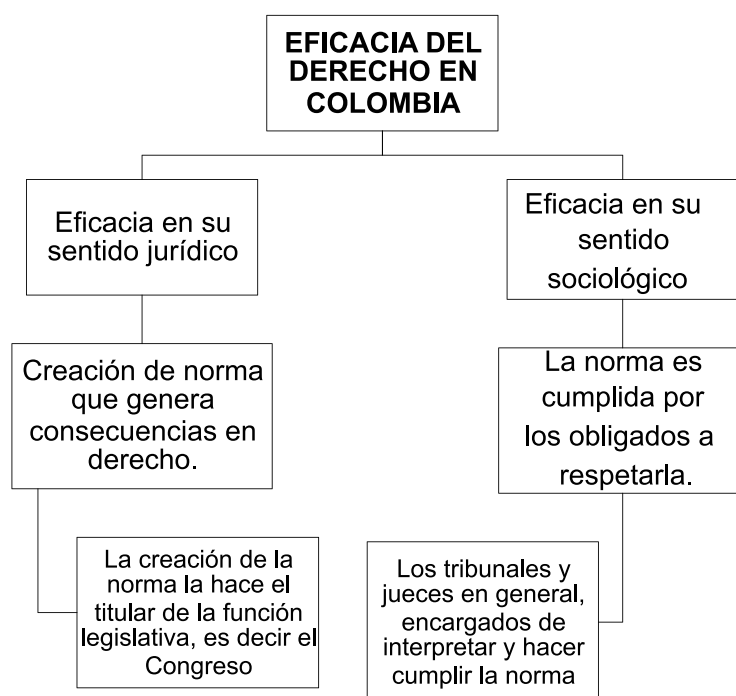 EFICACIA DEL
DERECHO EN
COLOMBIA
Eficacia en su
sentido jurídico
Eficacia en su
sentido
sociológico
Creación de norma
que genera
consecuencias en
derecho.
La norma es
cumplida por
los obligados a
respetarla.
La creación de la
norma la hace el
titular de la función
legislativa, es decir el
Congreso
Los tribunales y
jueces en general,
encargados de
interpretar y hacer
cumplir la norma